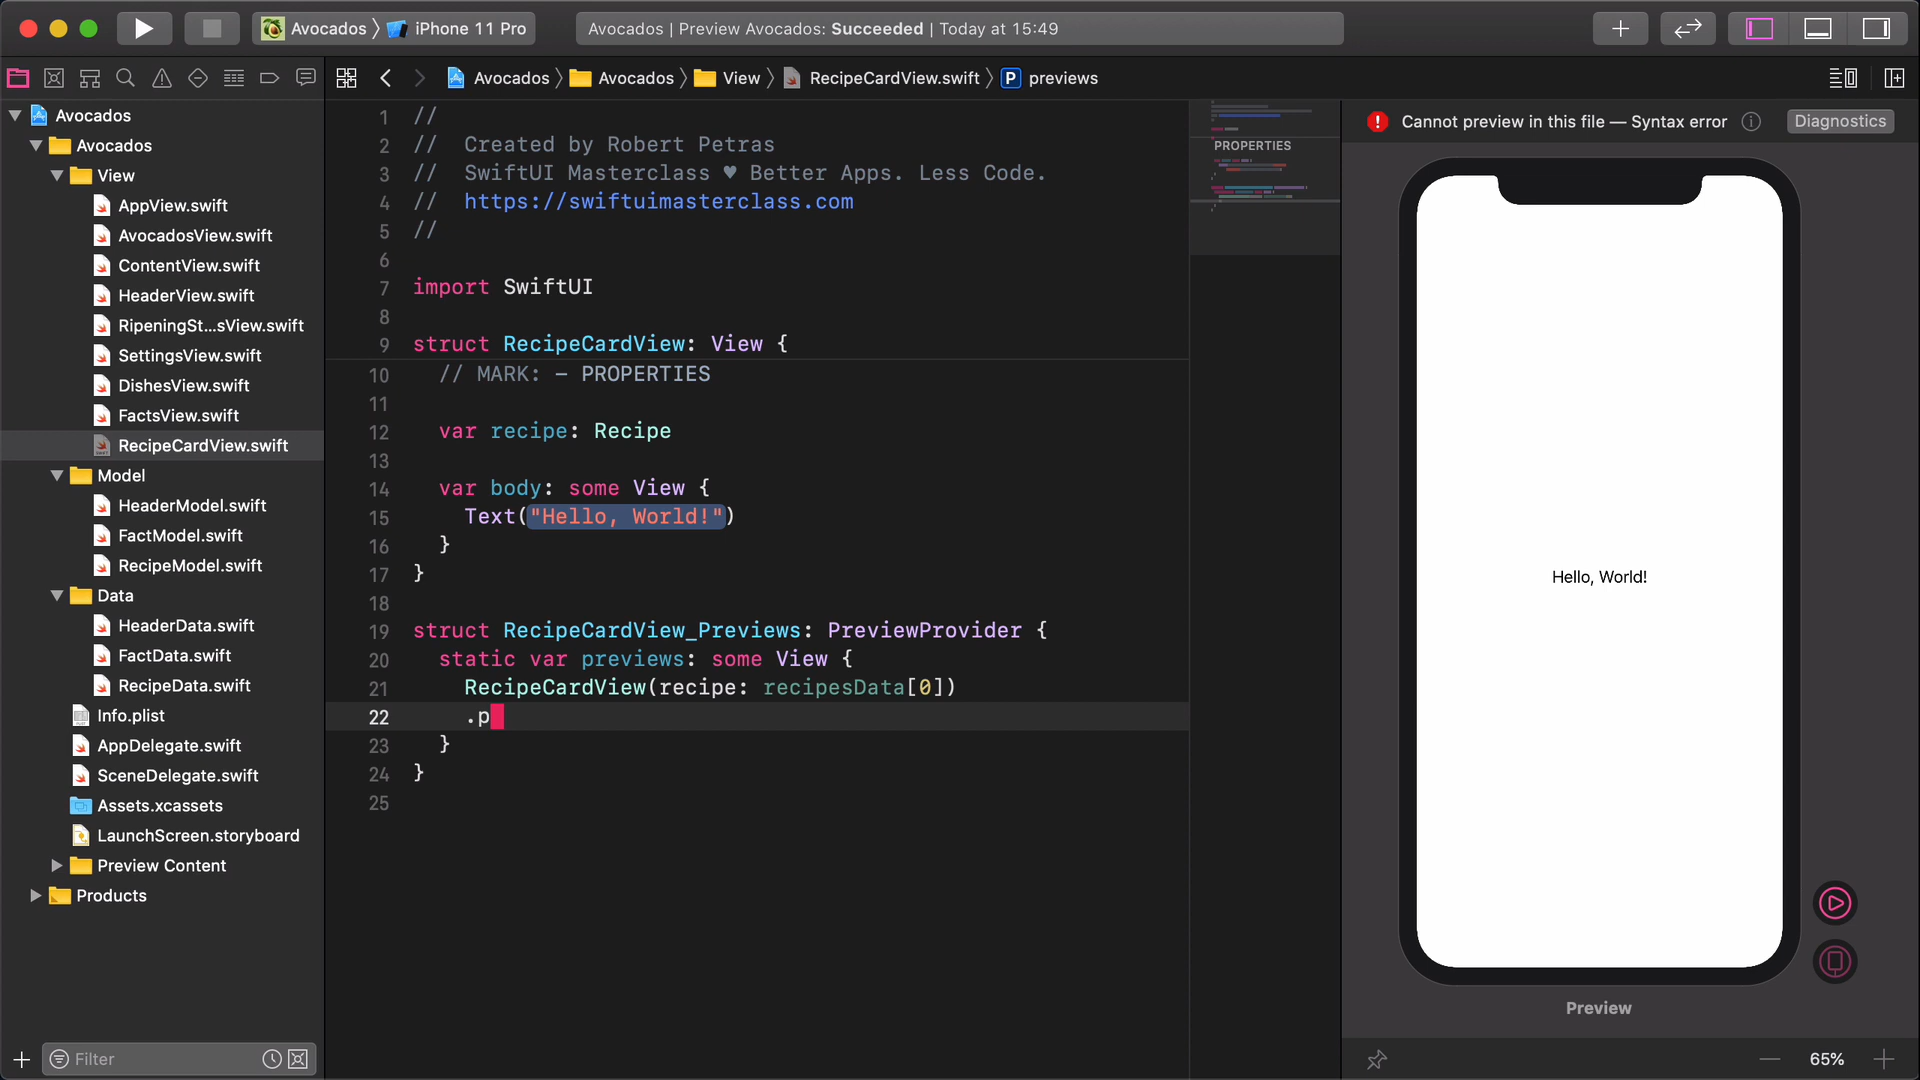 Avocados
iPhone 11 Pro
Avocados | Preview Avocados: Succeeded | Today at 15:49
Avocados
Avocados
View
RecipeCardView.swift
P
previews
Avocados
Avocados
View
AppView.swift
AvocadosView.swift
ContentView.swift
HeaderView.swift
RipeningSt...sView.swift
SettingsView.swift
DishesView.swift
FactsView.swift
RecipeCardView.swift
Model
HeaderModel.swift
FactModel.swift
RecipeModel.swift
Data
HeaderData.swift
FactData.swift
RecipeData.swift
Info.plist
AppDelegate.swift
SceneDelegate.swift
Assets.xcassets
LaunchScreen.storyboard
Preview Content
Products
Filter
1 //
2 //  Created by Robert Petras
3 //  SwiftUI Masterclass ♥ Better Apps. Less Code.
4 //  https://swiftuimasterclass.com
5 //
6
7 import SwiftUI
8
9 struct RecipeCardView: View {
10   // MARK: - PROPERTIES
11
12   var recipe: Recipe
13
14   var body: some View {
15     Text("Hello, World!")
16   }
17 }
18
19 struct RecipeCardView_Previews: PreviewProvider {
20   static var previews: some View {
21     RecipeCardView(recipe: recipesData[0])
22     .p
23   }
24 }
25
PROPERTIES
Cannot preview in this file — Syntax error
Diagnostics
Hello, World!
Preview
65%